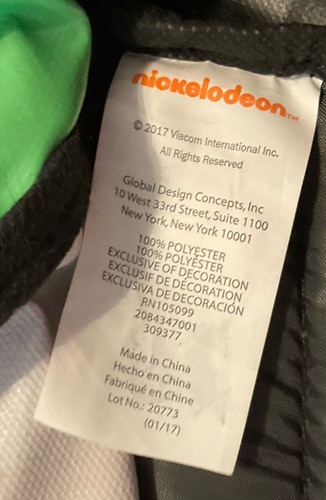 nickelodeon™
© 2017 Viacom International Inc.
All Rights Reserved
Global Design Concepts, Inc
10 West 33rd Street, Suite 1100
New York, New York 10001
100% POLYESTER
100% POLYÈSTER
EXCLUSIVE OF DECORATION
EXCLUSIF DE DÉCORATION
EXCLUSIVA DE DECORACIÓN
RN105099
2084347001
309377
Made in China
Hecho en China
Fabriqué en Chine
Lot No.: 20773
(01/17)